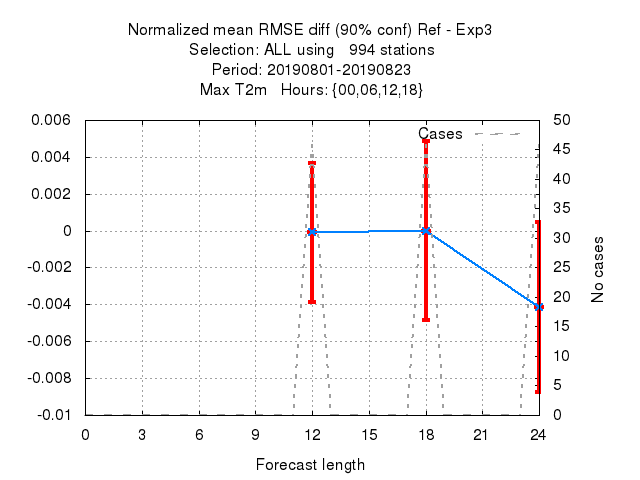 Normalized mean RMSE diff (90% conf) Ref - Exp3
Selection: ALL using 994 stations
Period: 20190801-20190823
Max T2m Hours: {00,06,12,18}
Cases
0.006
0.004
0.002
0
-0.002
-0.004
-0.006
-0.008
-0.01
50
45
40
35
30
25
20
15
10
5
0
No cases
0 3 6 9 12 15 18 21 24
Forecast length